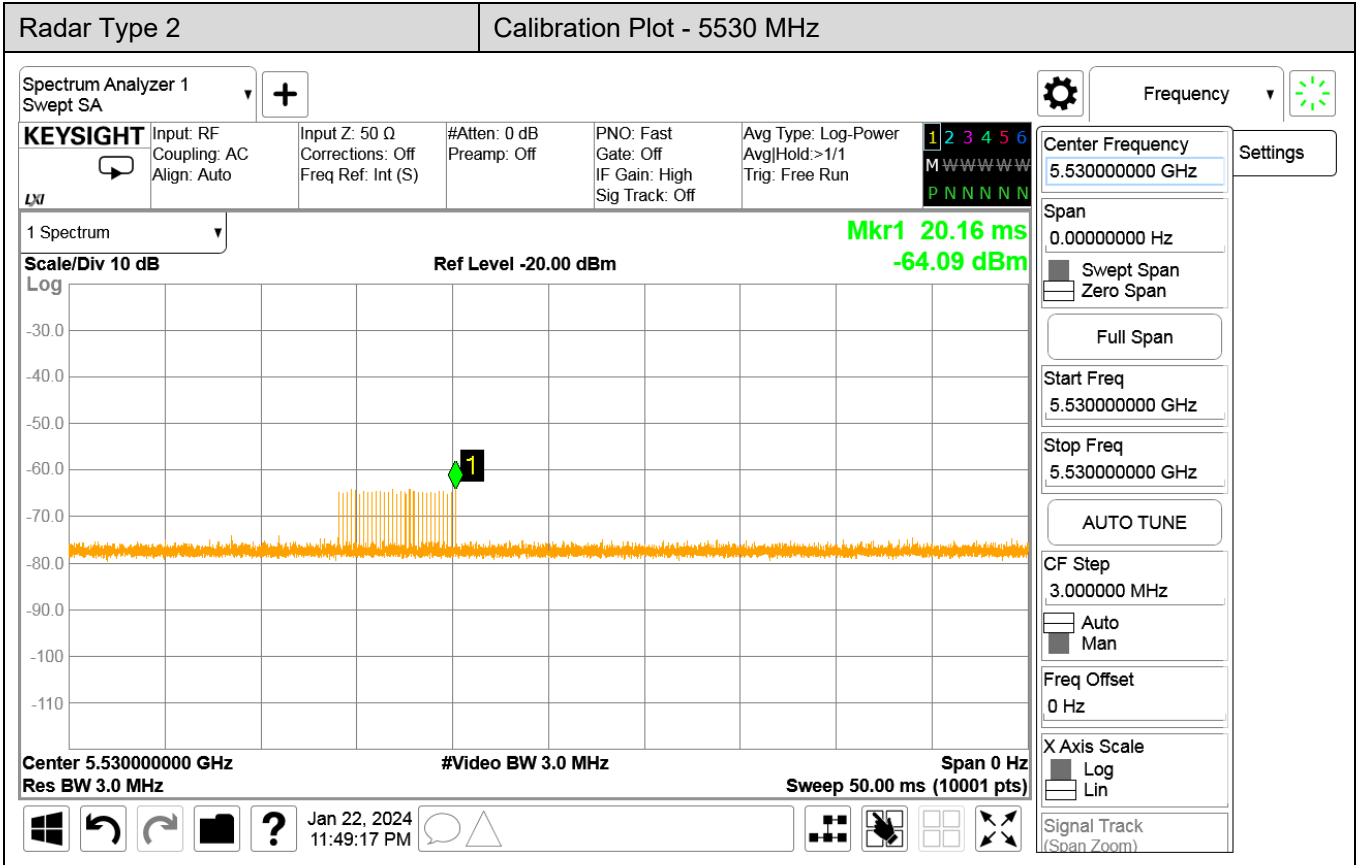 Radar Type 2
Calibration Plot - 5530 MHz
Spectrum Analyzer 1
Swept SA
Frequency
KEYSIGHT
LXI
Input: RF
Coupling: AC
Align: Auto
Input Z: 50 Ω
Corrections: Off
Freq Ref: Int (S)
#Atten: 0 dB
Preamp: Off
PNO: Fast
Gate: Off
IF Gain: High
Sig Track: Off
Avg Type: Log-Power
Avg|Hold:>1/1
Trig: Free Run
1 2 3 4 5 6
M W W W W W
P N N N N N
Center Frequency
5.530000000 GHz
Settings
1 Spectrum
Mkr1 20.16 ms
-64.09 dBm
Scale/Div 10 dB
Ref Level -20.00 dBm
Log
-30.0
-40.0
-50.0
-60.0
-70.0
-80.0
-90.0
-100
-110
1
Center 5.530000000 GHz
#Video BW 3.0 MHz
Span 0 Hz
Res BW 3.0 MHz
Sweep 50.00 ms (10001 pts)
Span
0.00000000 Hz
Swept Span
Zero Span
Full Span
Start Freq
5.530000000 GHz
Stop Freq
5.530000000 GHz
AUTO TUNE
CF Step
3.000000 MHz
Auto
Man
Freq Offset
0 Hz
X Axis Scale
Log
Lin
Signal Track
(Span Zoom)
?
Jan 22, 2024
11:49:17 PM